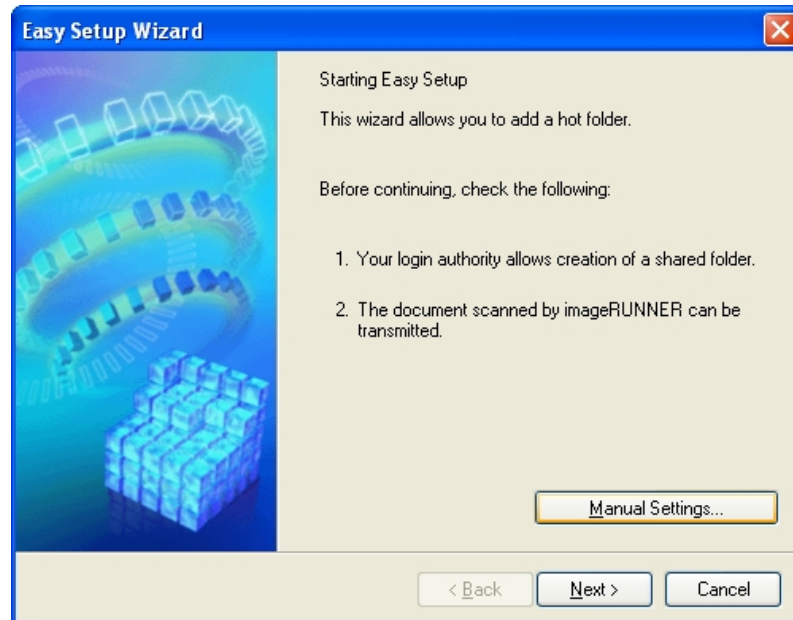 Easy Setup Wizard
Starting Easy Setup
This wizard allows you to add a hot folder.
Before continuing, check the following:
1. Your login authority allows creation of a shared folder.
2. The document scanned by imageRUNNER can be
transmitted.
Manual Settings...
< Back
Next >
Cancel